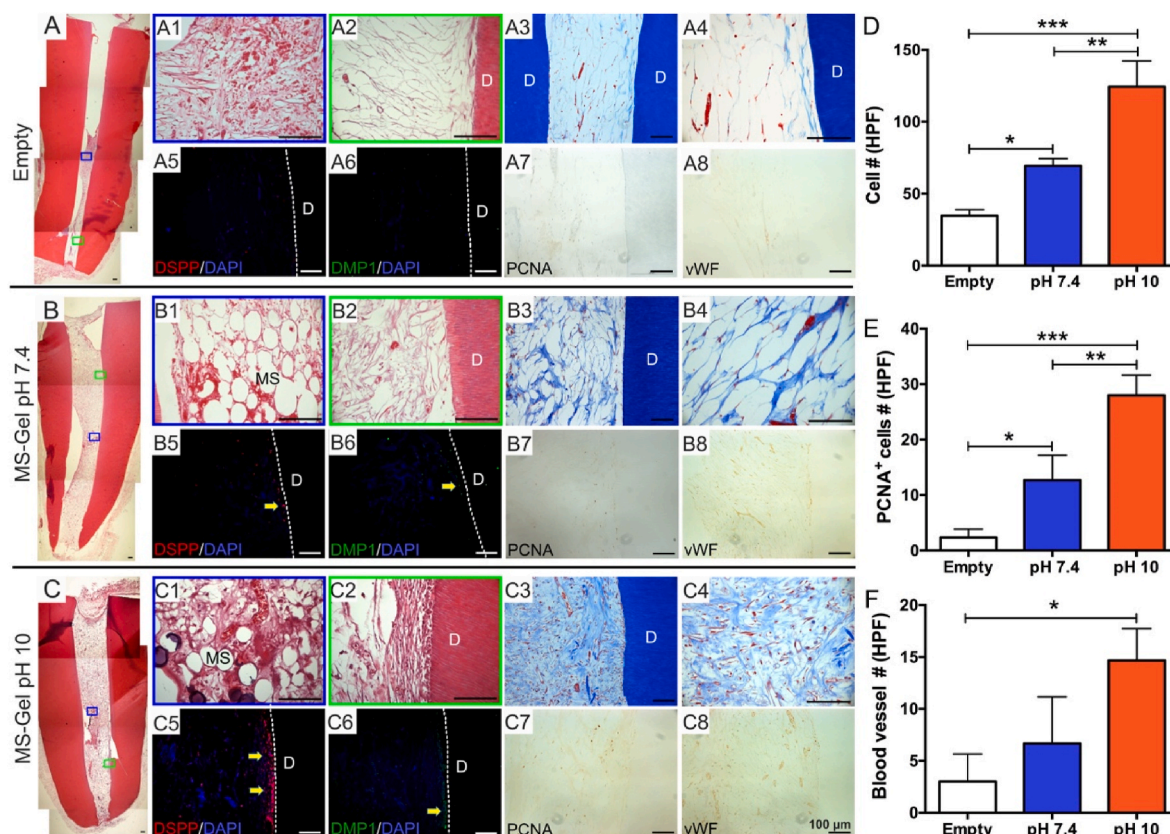 Empty
A
A1
A2
D
A3
D
D
A4
D
A5
D
DSPP/DAPI
A6
D
DMP1/DAPI
A7
PCNA
A8
vWF
MS-Gel pH 7.4
B
B1
MS
B2
D
B3
D
B4
B5
D
DSPP/DAPI
B6
D
DMP1/DAPI
B7
PCNA
B8
vWF
MS-Gel pH 10
C
C1
MS
C2
D
C3
D
C4
C5
D
DSPP/DAPI
C6
D
DMP1/DAPI
C7
PCNA
C8
vWF
100 µm
D
Cell # (HPF)
150
100
50
0
***
**
*
Empty pH 7.4 pH 10
E
PCNA+ cells # (HPF)
40
30
20
10
0
***
**
*
Empty pH 7.4 pH 10
F
Blood vessel # (HPF)
20
15
10
5
0
*
Empty pH 7.4 pH 10